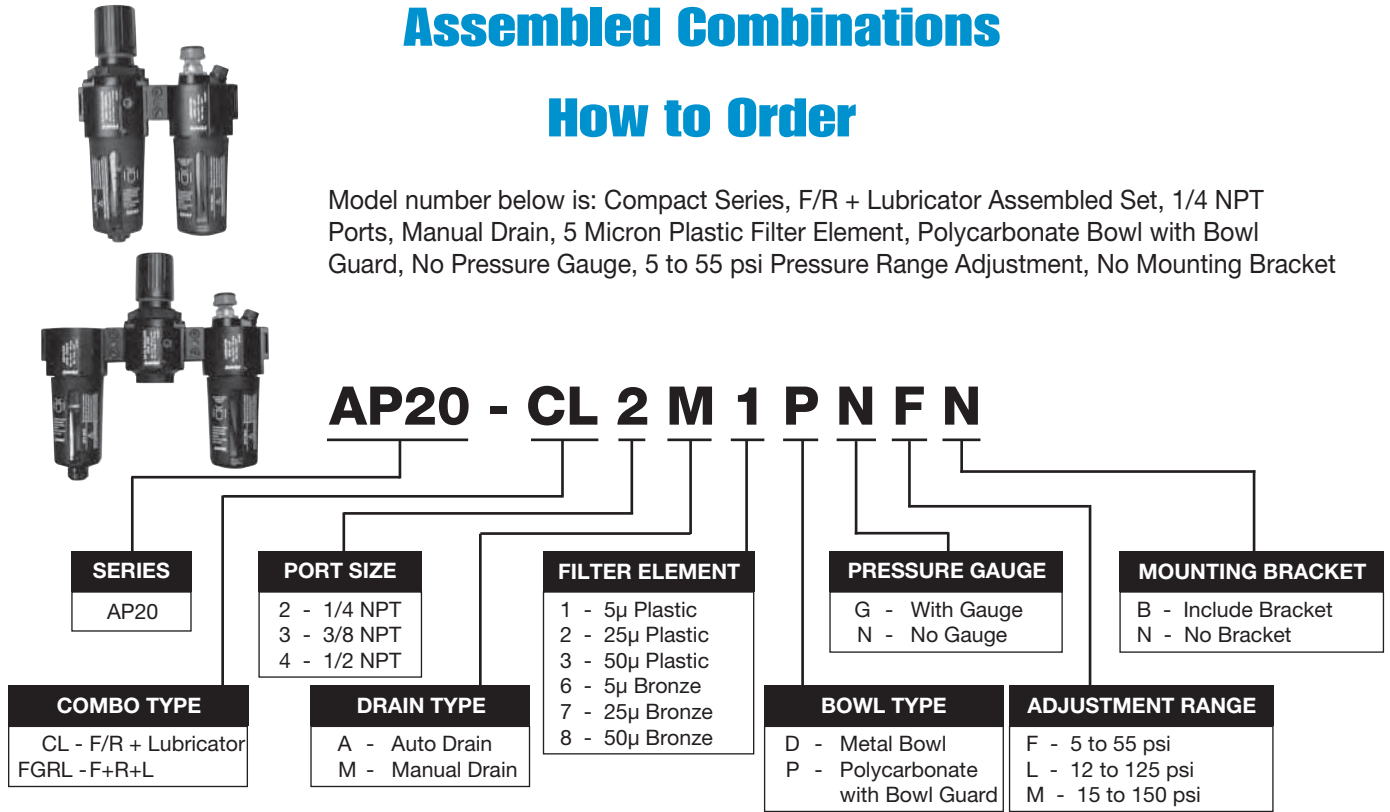 Assembled Combinations
How to Order
Model number below is: Compact Series, F/R + Lubricator Assembled Set, 1/4 NPT
Ports, Manual Drain, 5 Micron Plastic Filter Element, Polycarbonate Bowl with Bowl
Guard, No Pressure Gauge, 5 to 55 psi Pressure Range Adjustment, No Mounting Bracket
AP20 - CL 2 M 1 P N F N
SERIES
AP20
PORT SIZE
2 - 1/4 NPT
3 - 3/8 NPT
4 - 1/2 NPT
FILTER ELEMENT
1 - 5µ Plastic
2 - 25µ Plastic
3 - 50µ Plastic
6 - 5µ Bronze
7 - 25µ Bronze
8 - 50µ Bronze
PRESSURE GAUGE
G - With Gauge
N - No Gauge
MOUNTING BRACKET
B - Include Bracket
N - No Bracket
COMBO TYPE
CL - F/R + Lubricator
FGRL - F+R+L
DRAIN TYPE
A - Auto Drain
M - Manual Drain
BOWL TYPE
D - Metal Bowl
P - Polycarbonate
with Bowl Guard
ADJUSTMENT RANGE
F - 5 to 55 psi
L - 12 to 125 psi
M - 15 to 150 psi